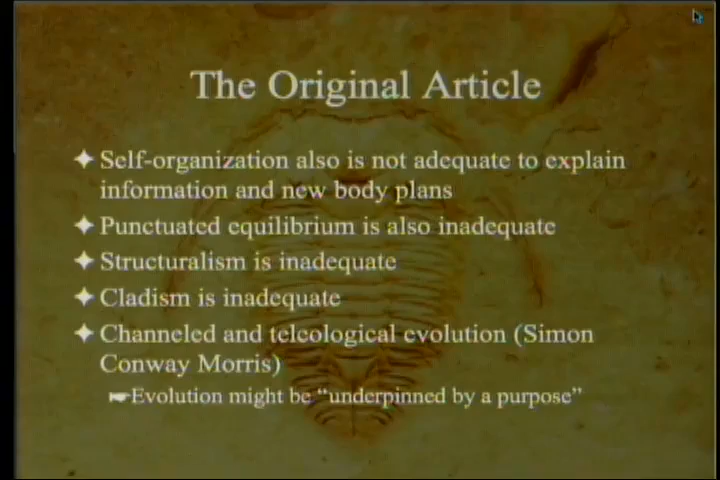 The Original Article
Self-organization also is not adequate to explain
information and new body plans
Punctuated equilibrium is also inadequate
Structuralism is inadequate
Cladism is inadequate
Channeled and teleological evolution (Simon
Conway Morris)
Evolution might be “underpinned by a purpose”